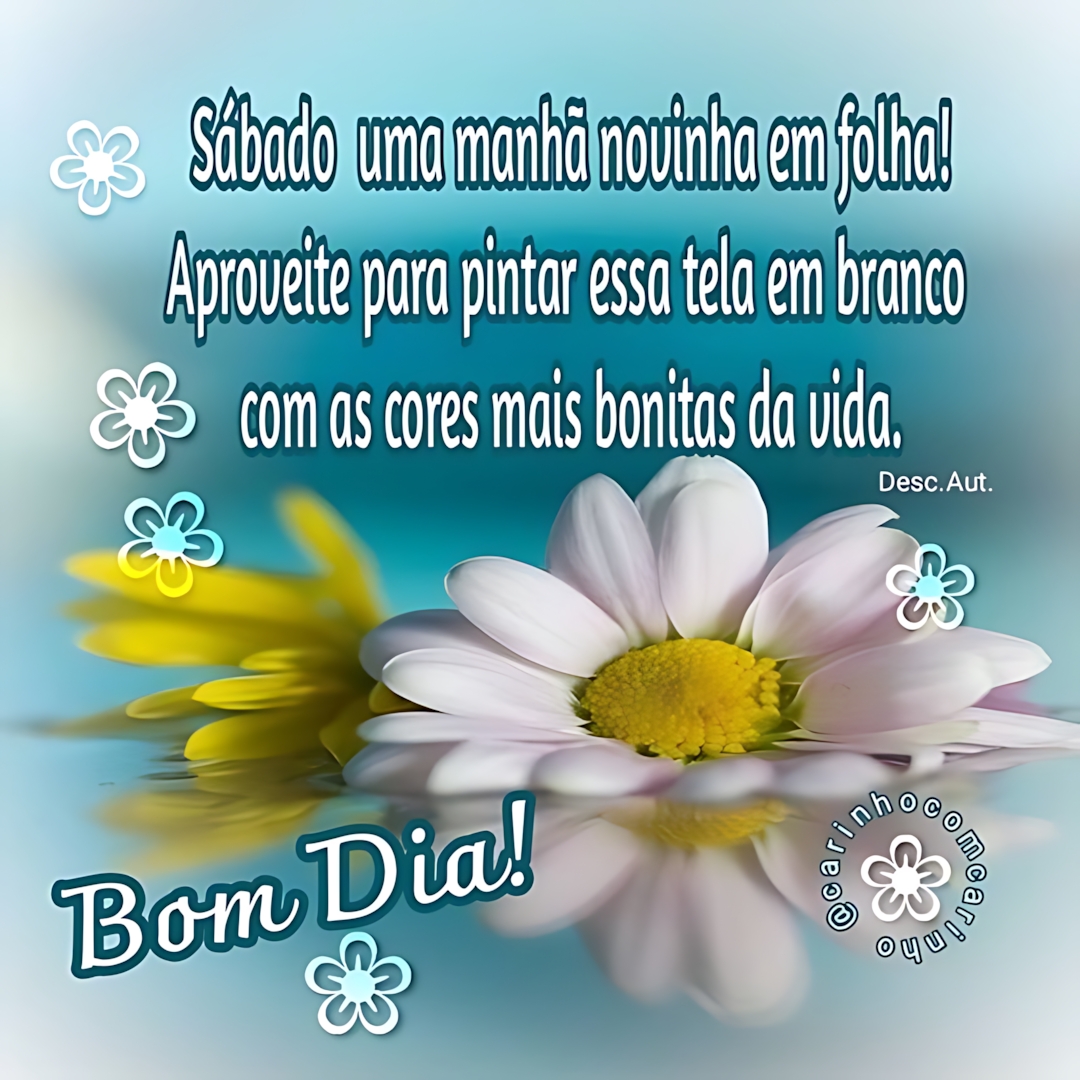 Sábado uma manhã novinha em folha!
Aproveite para pintar essa tela em branco
com as cores mais bonitas da vida.
Desc.Aut.
Bom Dia!
@carinhocomcarinho